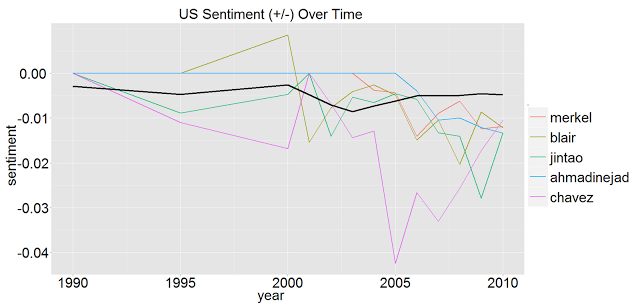 US Sentiment (+/-) Over Time
sentiment
0.00
-0.01
-0.02
-0.03
-0.04
1990
1995
2000
2005
2010
year
merkel
blair
jintao
ahmadinejad
chavez